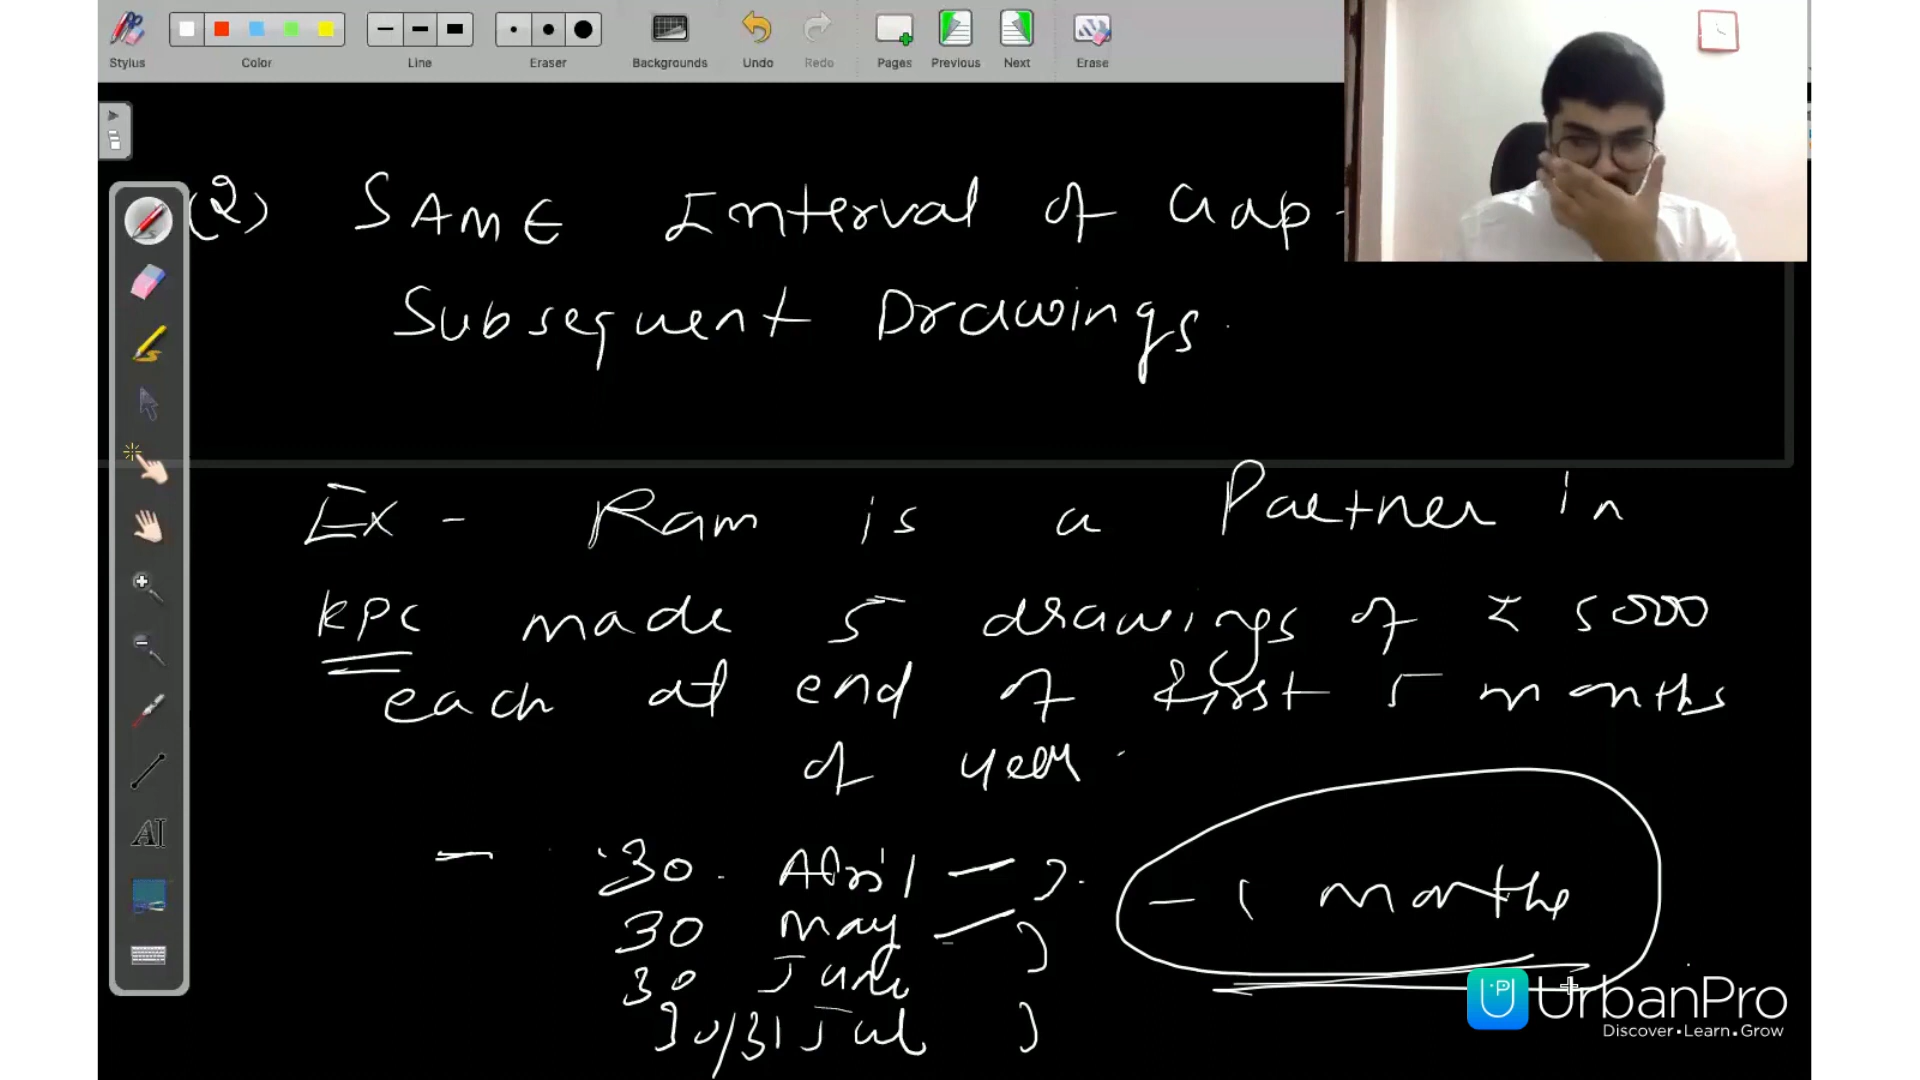 Stylus
Color
Line
Eraser
Backgrounds
Undo
Redo
Pages
Previous
Next
Erase
(2) SAME Interval of Gap -
Subsequent Drawings.
Ex - Ram is a Partner in
KPC made 5 drawings of ₹ 5000
each at end of first 5 months
of year.
- 30. April -
30 May -
30 June
30/31 Jul
- 1 months
AI
UrbanPro
Discover•Learn•Grow